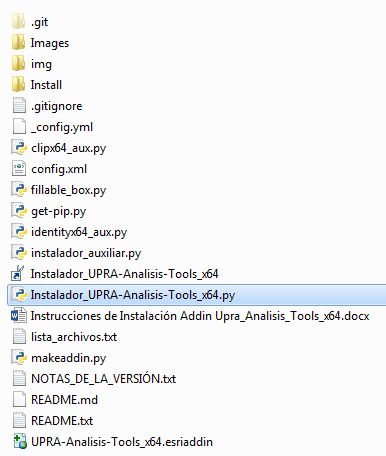 .git
Images
img
Install
.gitignore
_config.yml
clipx64_aux.py
config.xml
fillable_box.py
get-pip.py
identityx64_aux.py
instalador_auxiliar.py
Instalador_UPRA-Analisis-Tools_x64
Instalador_UPRA-Analisis-Tools_x64.py
Instrucciones de Instalación Addin Upra_Analisis_Tools_x64.docx
lista_archivos.txt
makeaddin.py
NOTAS_DE_LA_VERSIÓN.txt
README.md
README.txt
UPRA-Analisis-Tools_x64.esriaddin